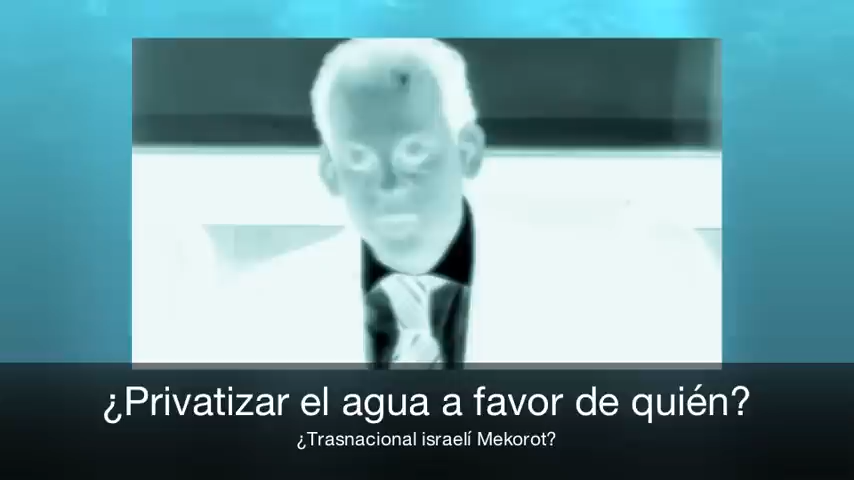 ¿Privatizar el agua a favor de quién?
¿Trasnacional israelí Mekorot?